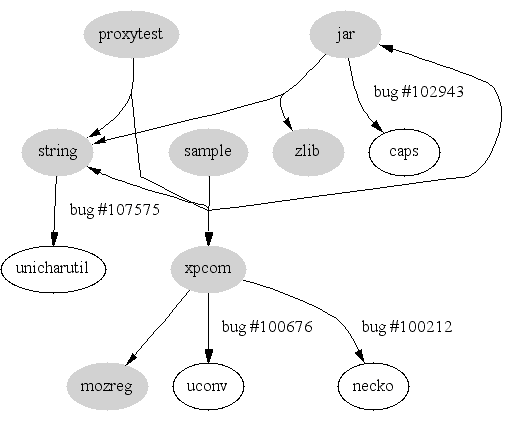 proxytest
jar
bug #102943
string
sample
zlib
caps
bug #107575
unicharutil
xpcom
bug #100676
bug #100212
mozreg
uconv
necko